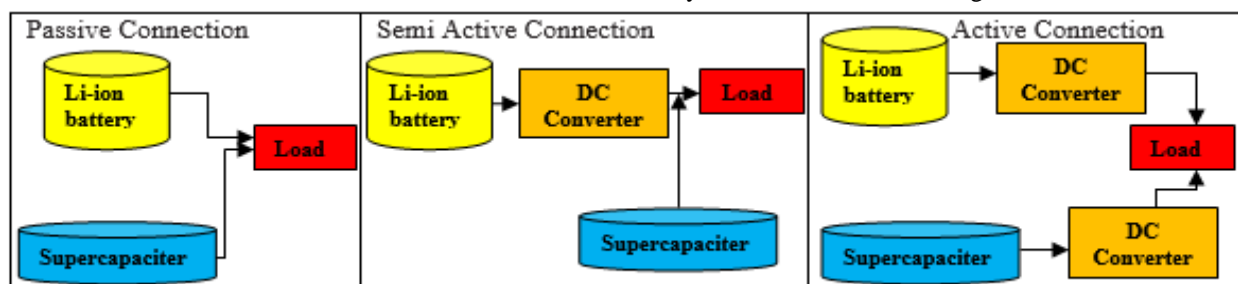 Passive Connection
Li-ion
battery
Load
Supercapaciter
Semi Active Connection
Li-ion
battery
DC
Converter
Load
Supercapaciter
Active Connection
Li-ion
battery
DC
Converter
Load
Supercapaciter
DC
Converter